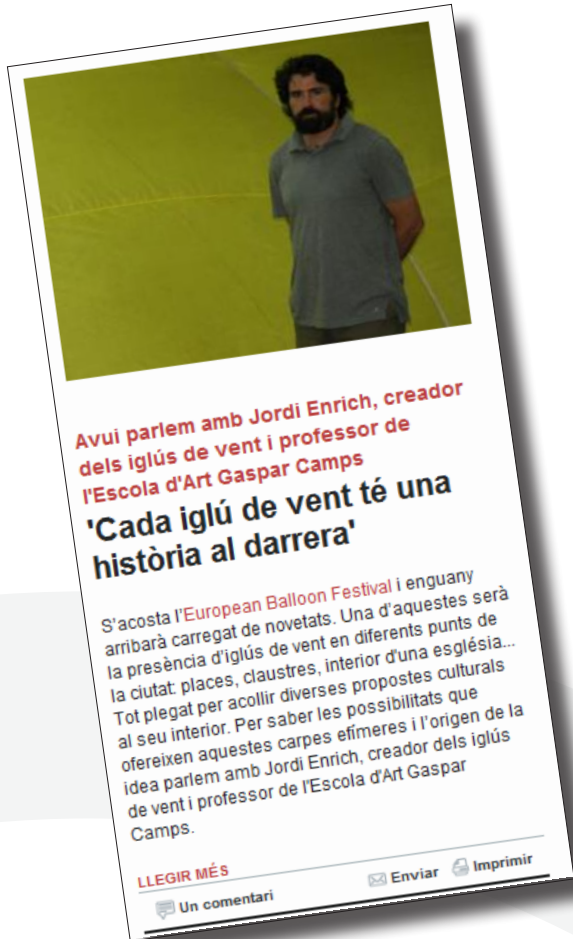 Avui parlem amb Jordi Enrich, creador
dels iglús de vent i professor de
l'Escola d'Art Gaspar Camps
'Cada iglú de vent té una
història al darrera'
S'acosta l'European Balloon Festival i enguany
arribarà carregat de novetats. Una d'aquestes serà
la presència d'iglús de vent en diferents punts de
la ciutat: places, claustres, interior d'una església...
Tot plegat per acollir diverses propostes culturals
al seu interior. Per saber les possibilitats que
ofereixen aquestes carpes efímeres i l'origen de la
idea parlem amb Jordi Enrich, creador dels iglús
de vent i professor de l'Escola d'Art Gaspar
Camps.
LLEGIR MÉS
Un comentari Enviar Imprimir